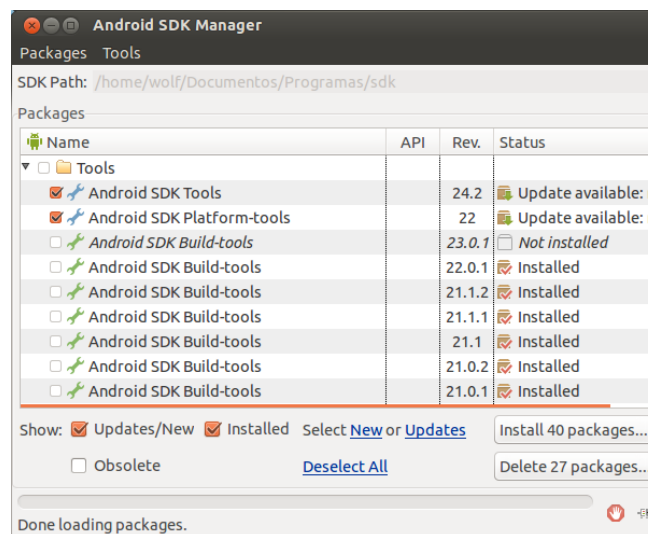 Android SDK Manager
Packages Tools
SDK Path: /home/wolf/Documentos/Programas/sdk
Packages
Name API Rev. Status
Tools
Android SDK Tools 24.2 Update available:
Android SDK Platform-tools 22 Update available:
Android SDK Build-tools 23.0.1 Not installed
Android SDK Build-tools 22.0.1 Installed
Android SDK Build-tools 21.1.2 Installed
Android SDK Build-tools 21.1.1 Installed
Android SDK Build-tools 21.1 Installed
Android SDK Build-tools 21.0.2 Installed
Android SDK Build-tools 21.0.1 Installed
Show: Updates/New Installed Select New or Updates Install 40 packages...
Obsolete Deselect All Delete 27 packages...
Done loading packages.